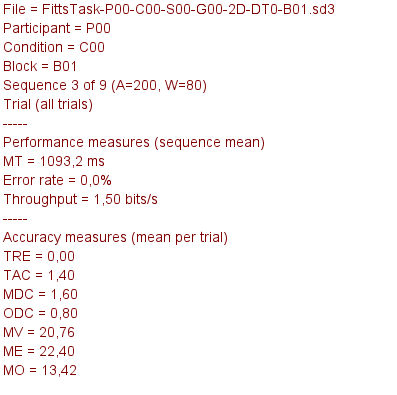 File = FittsTask-P00-C00-S00-G00-2D-DT0-B01.sd3
Participant = P00
Condition = C00
Block = B01
Sequence 3 of 9 (A=200, W=80)
Trial (all trials)
-----
Performance measures (sequence mean)
MT = 1093,2 ms
Error rate = 0,0%
Throughput = 1,50 bits/s
-----
Accuracy measures (mean per trial)
TRE = 0,00
TAC = 1,40
MDC = 1,60
ODC = 0,80
MV = 20,76
ME = 22,40
MO = 13,42